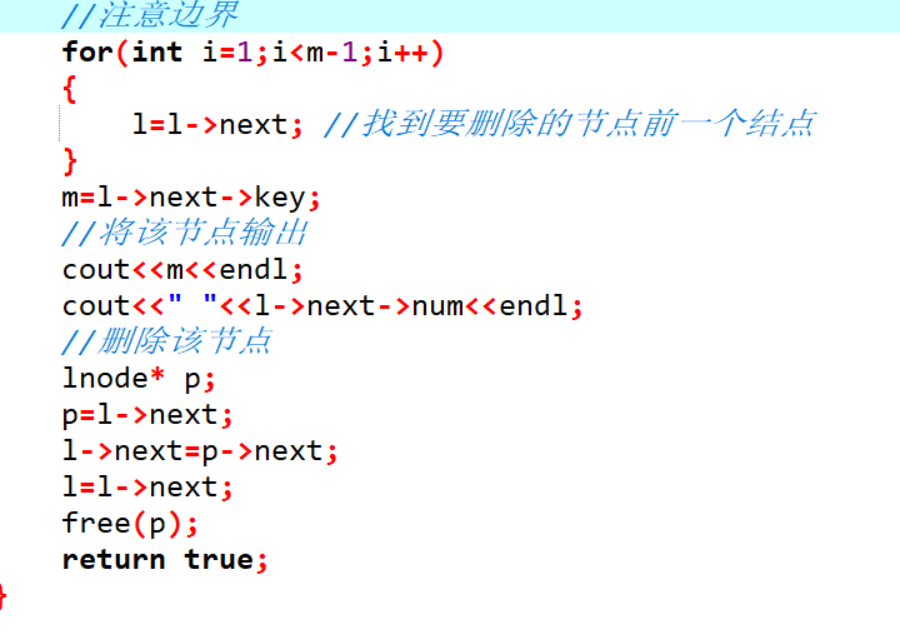 //注意边界
for(int i=1;i<m-1;i++)
{
l=l->next; //找到要删除的节点前一个结点
}
m=l->next->key;
//将该节点输出
cout<<m<<endl;
cout<<" "<<l->next->num<<endl;
//删除该节点
lnode* p;
p=l->next;
l->next=p->next;
l=l->next;
free(p);
return true;
}